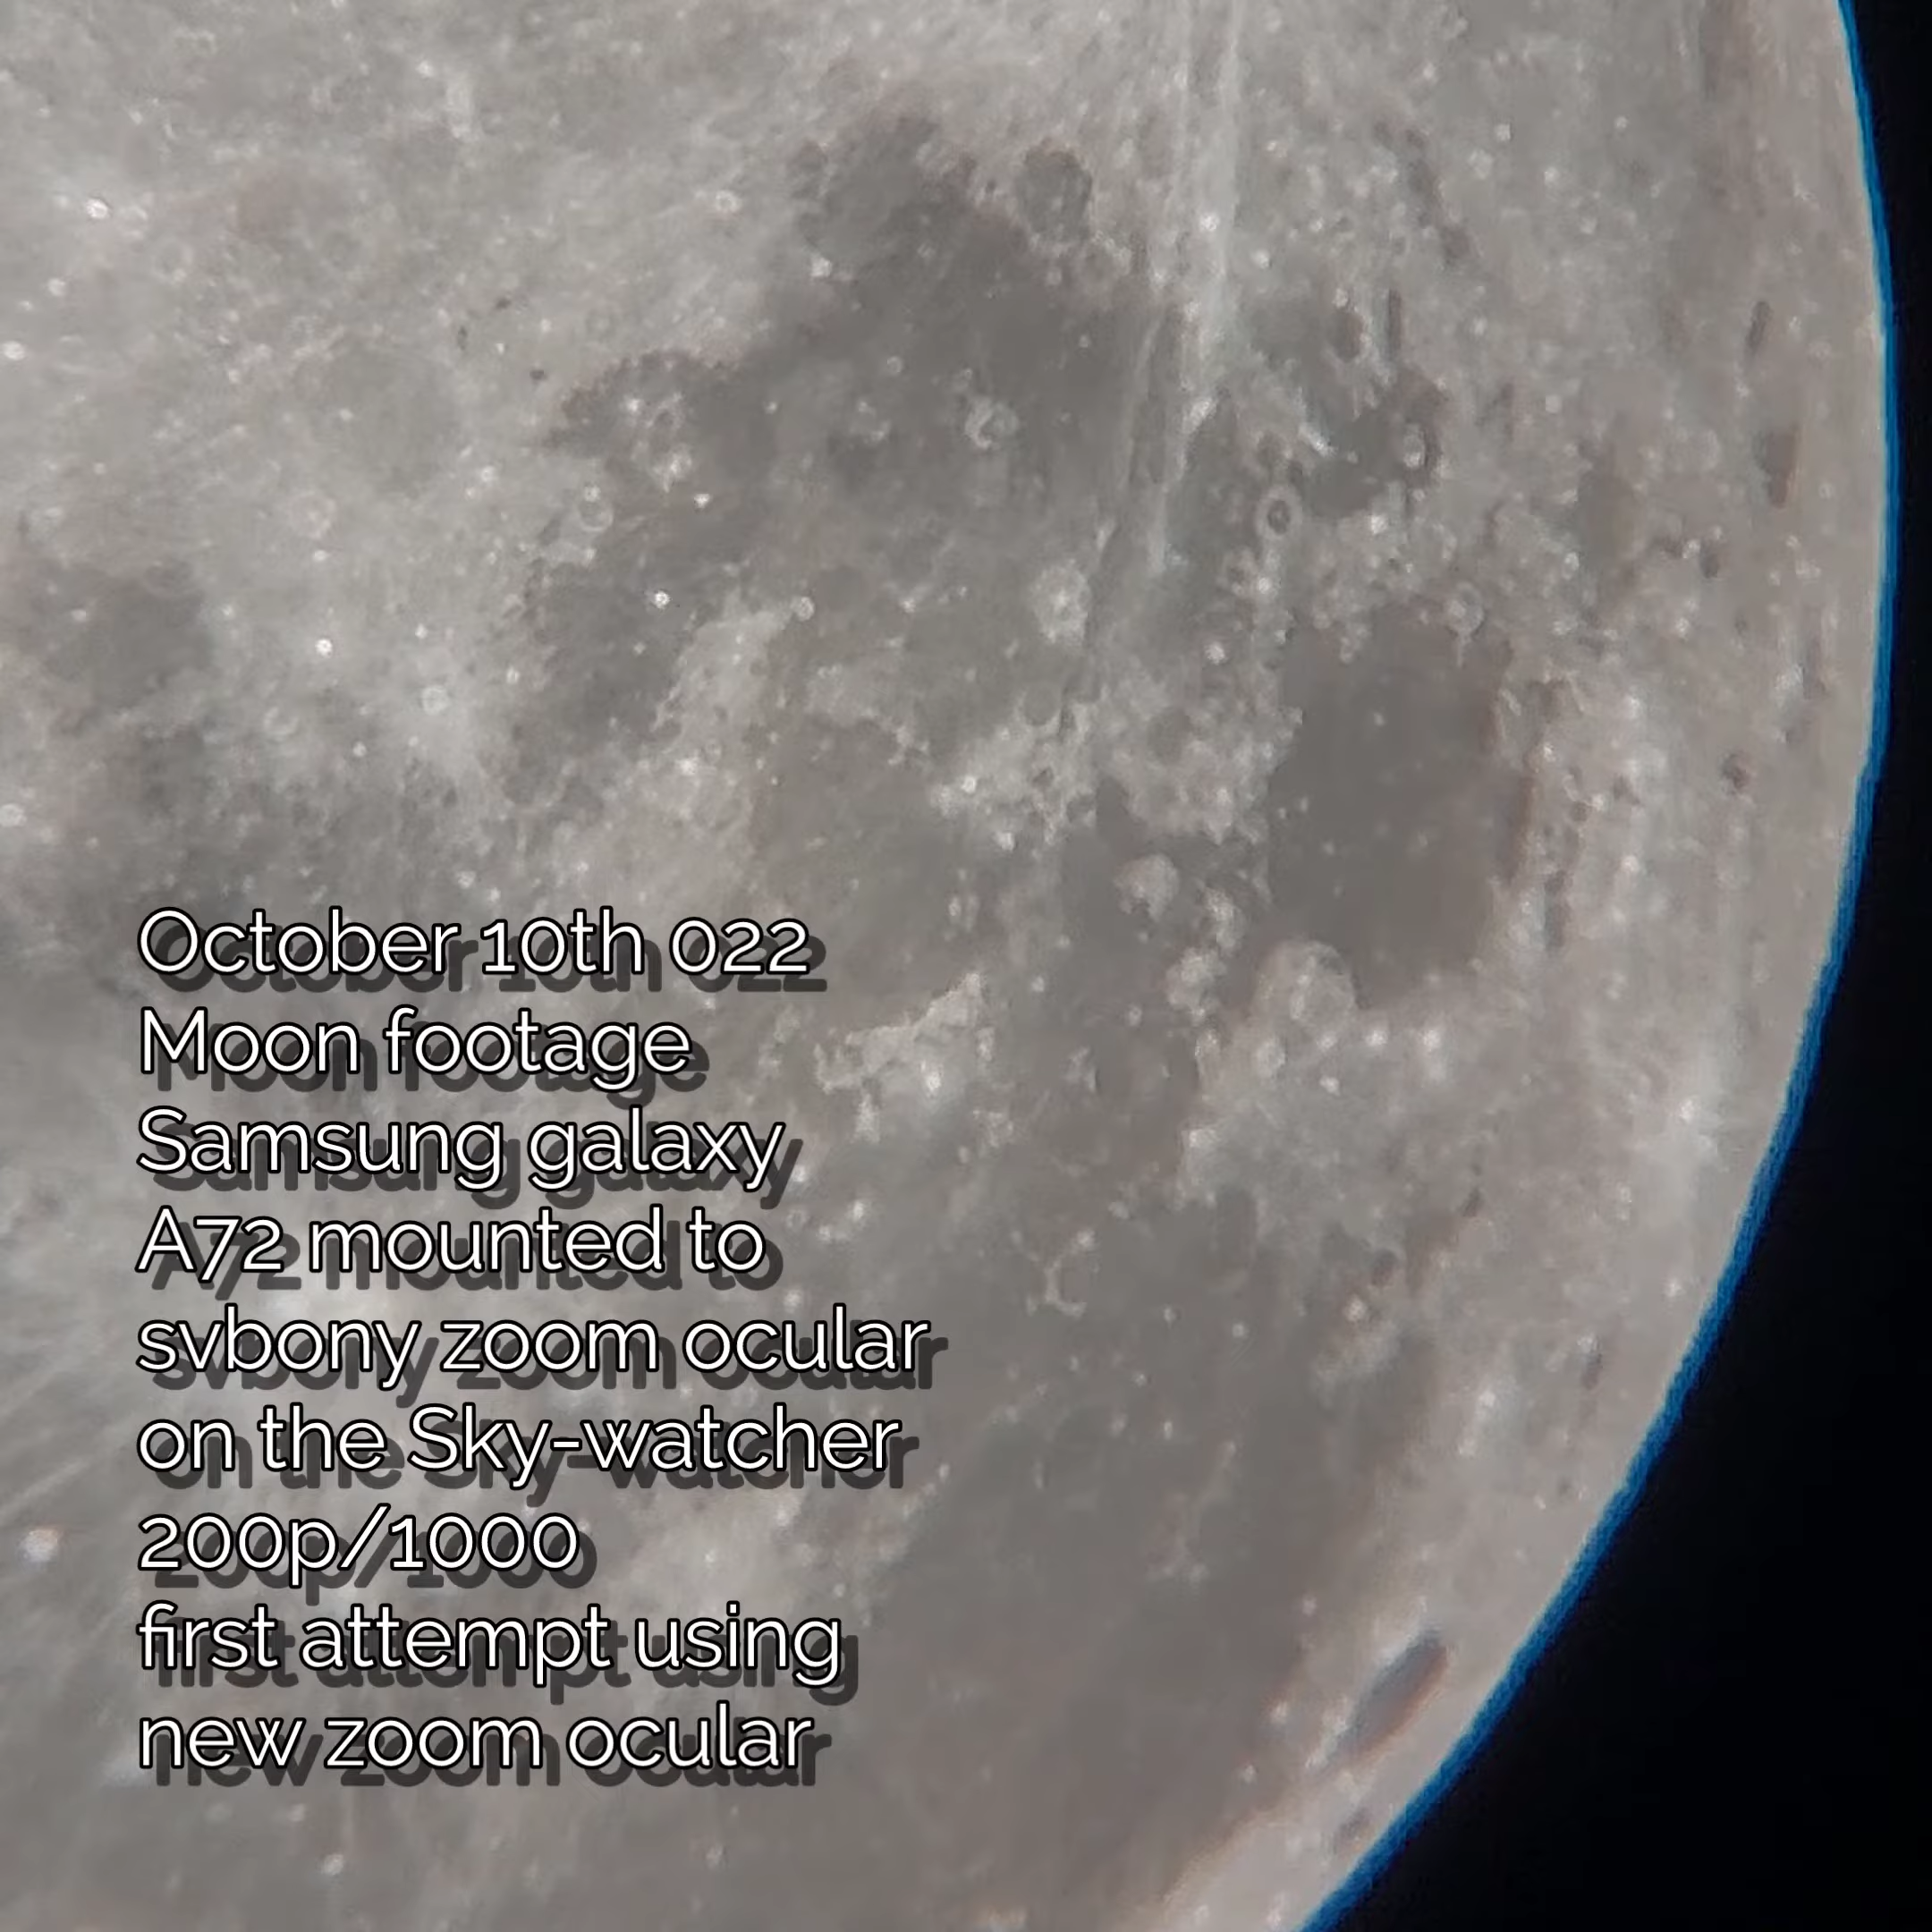 October 10th 022
Moon footage
Samsung galaxy
A72 mounted to
svbony zoom ocular
on the Sky-watcher
200p/1000
first attempt using
new zoom ocular